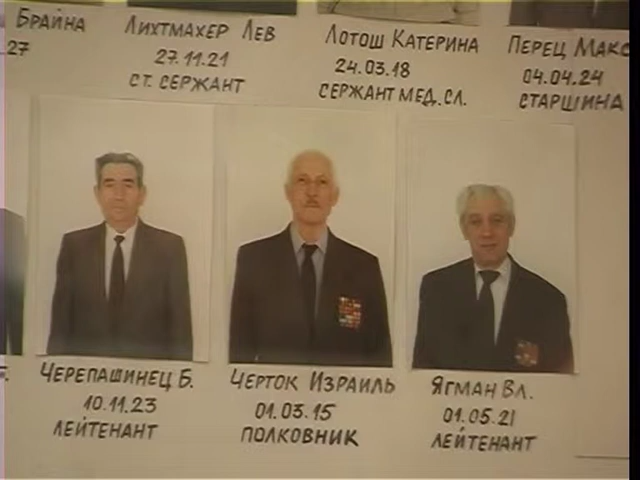 БРАЙНА
27
ЛИХТМАХЕР ЛЕВ
27.11.21
СТ. СЕРЖАНТ
ЛОТОШ КАТЕРИНА
24.03.18
СЕРЖАНТ МЕД. СЛ.
ПЕРЕЦ МАКС
04.04.24
СТАРШИНА
ЧЕРЕПАШИНЕЦ Б.
10.11.23
ЛЕЙТЕНАНТ
ЧЕРТОК ИЗРАИЛЬ
01.03.15
ПОЛКОВНИК
ЯГМАН ВЛ.
01.05.21
ЛЕЙТЕНАНТ